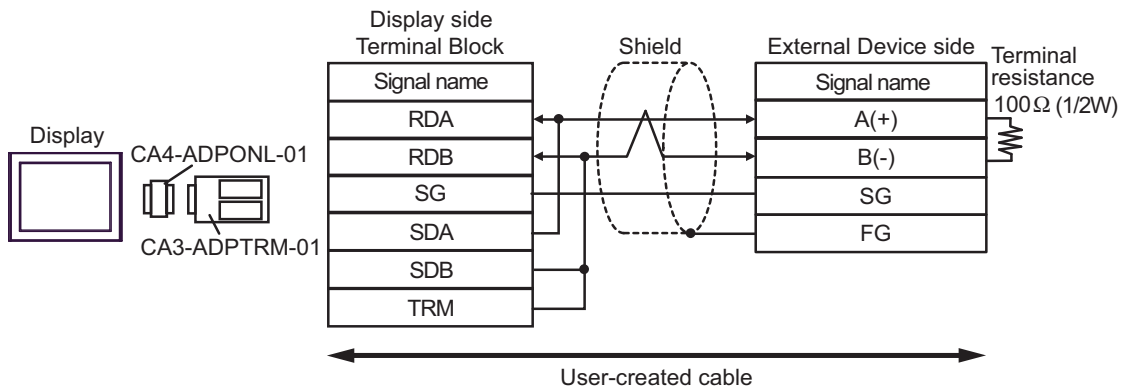 Display
CA4-ADPONL-01
CA3-ADPTRM-01
Display side
Terminal Block
Signal name
RDA
RDB
SG
SDA
SDB
TRM
Shield
External Device side
Signal name
A(+)
B(-)
SG
FG
Terminal
resistance
100Ω (1/2W)
User-created cable